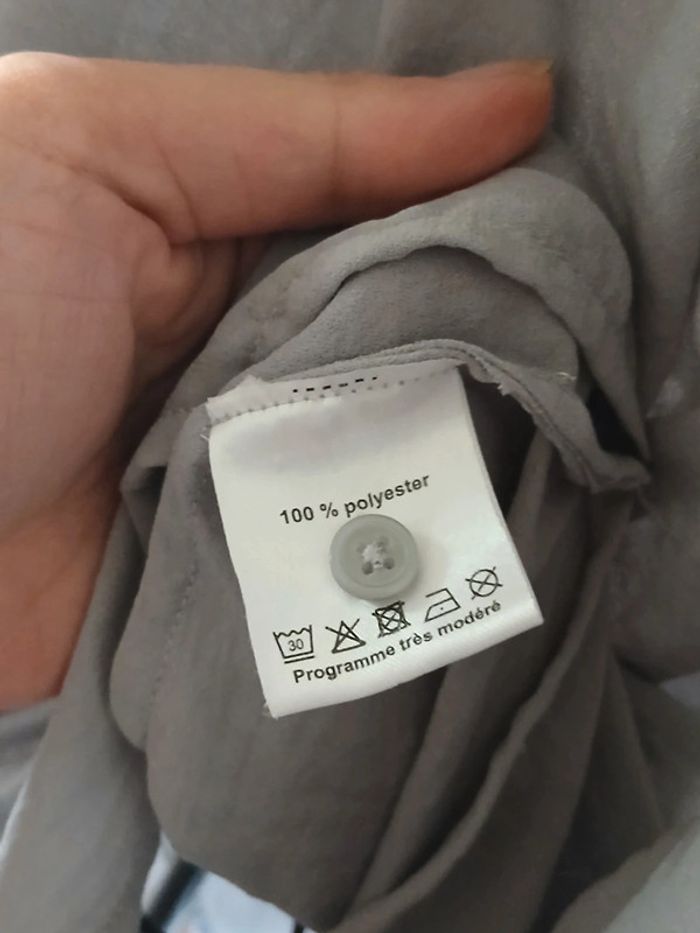 100 % polyester
30
Programme très modéré